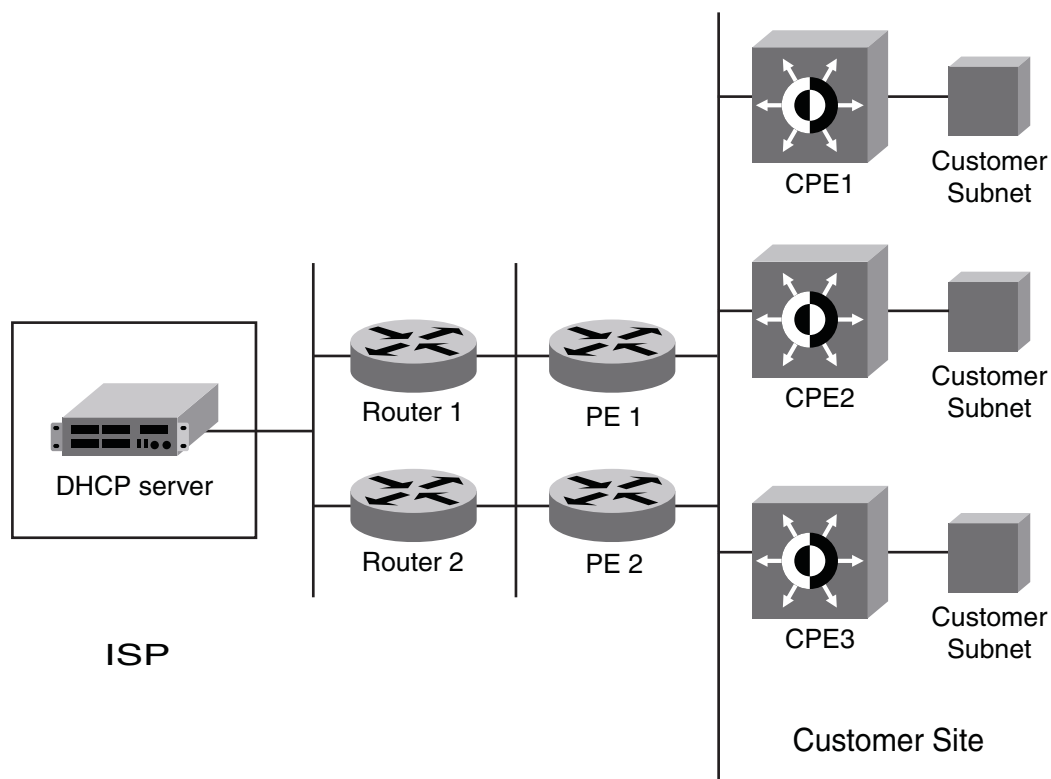 CPE1
Customer
Subnet
Router 1
PE 1
CPE2
Customer
Subnet
DHCP server
Router 2
PE 2
CPE3
Customer
Subnet
ISP
Customer Site